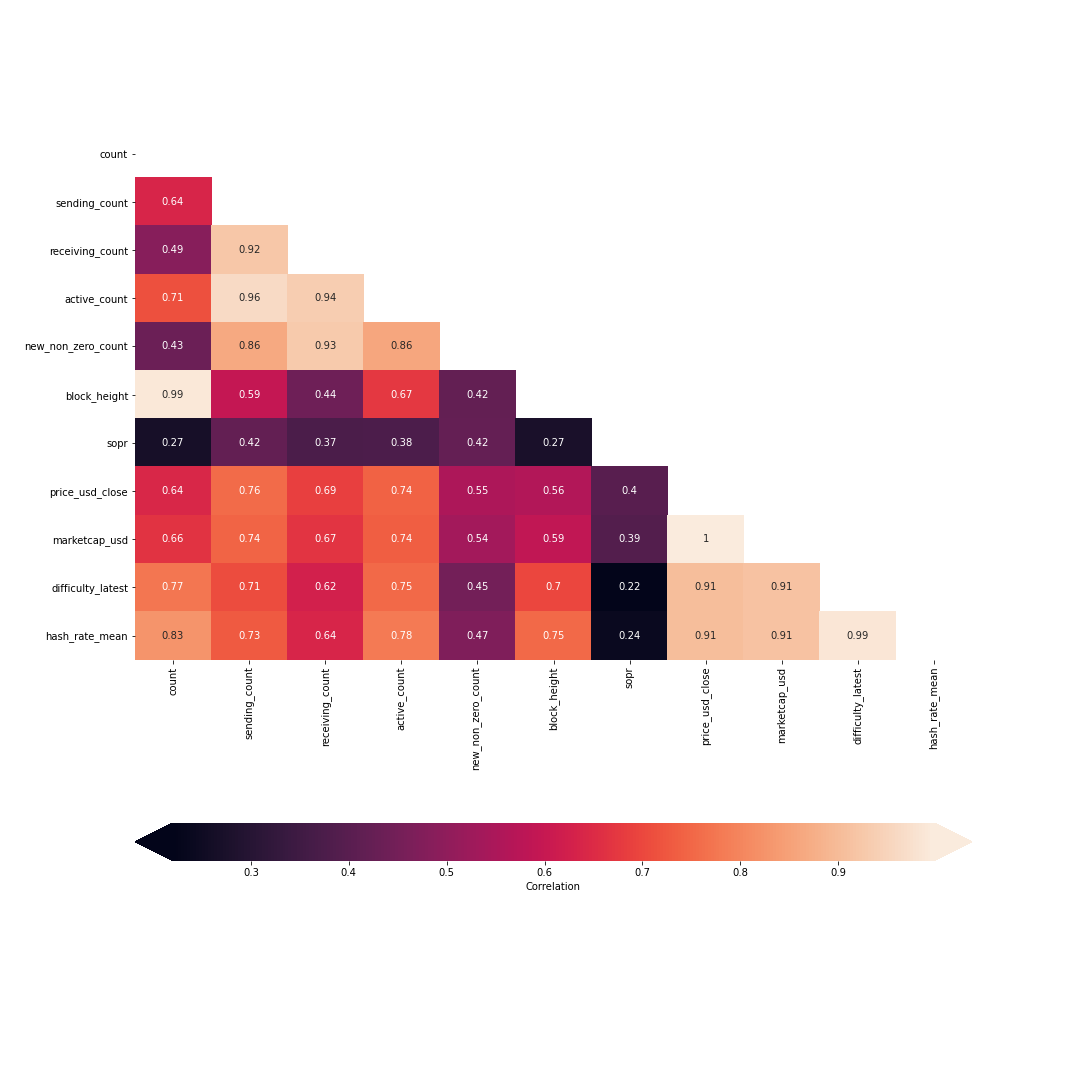 count
sending_count 0.64
receiving_count 0.49 0.92
active_count 0.71 0.96 0.94
new_non_zero_count 0.43 0.86 0.93 0.86
block_height 0.99 0.59 0.44 0.67 0.42
sopr 0.27 0.42 0.37 0.38 0.42 0.27
price_usd_close 0.64 0.76 0.69 0.74 0.55 0.56 0.4
marketcap_usd 0.66 0.74 0.67 0.74 0.54 0.59 0.39 1
difficulty_latest 0.77 0.71 0.62 0.75 0.45 0.7 0.22 0.91 0.91
hash_rate_mean 0.83 0.73 0.64 0.78 0.47 0.75 0.24 0.91 0.91 0.99
count sending_count receiving_count active_count new_non_zero_count block_height sopr price_usd_close marketcap_usd difficulty_latest hash_rate_mean
0.3 0.4 0.5 0.6 0.7 0.8 0.9
Correlation